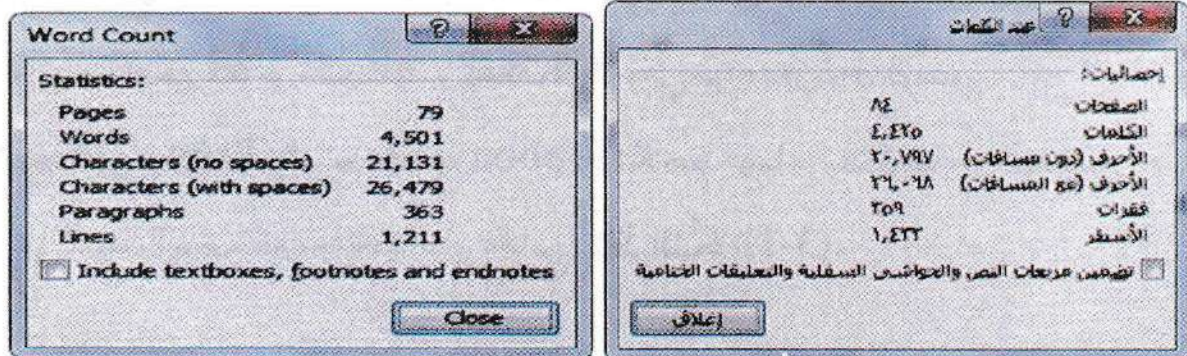 Word Count
Statistics:
Pages 79
Words 4,501
Characters (no spaces) 21,131
Characters (with spaces) 26,479
Paragraphs 363
Lines 1,211
Include textboxes, footnotes and endnotes
Close
عدد الكلمات
إحصائيات:
الصفحات ٨٤
الكلمات ٤,٤٢٥
الأحرف (دون مسافات) ٢٠,٧٩٧
الأحرف (مع المسافات) ٢٦,٠٦٨
فقرات ٣٥٩
الأسطر ١,٤٣٣
تضمين مربعات النص والحواشي السفلية والتعليقات الختامية
إغلاق